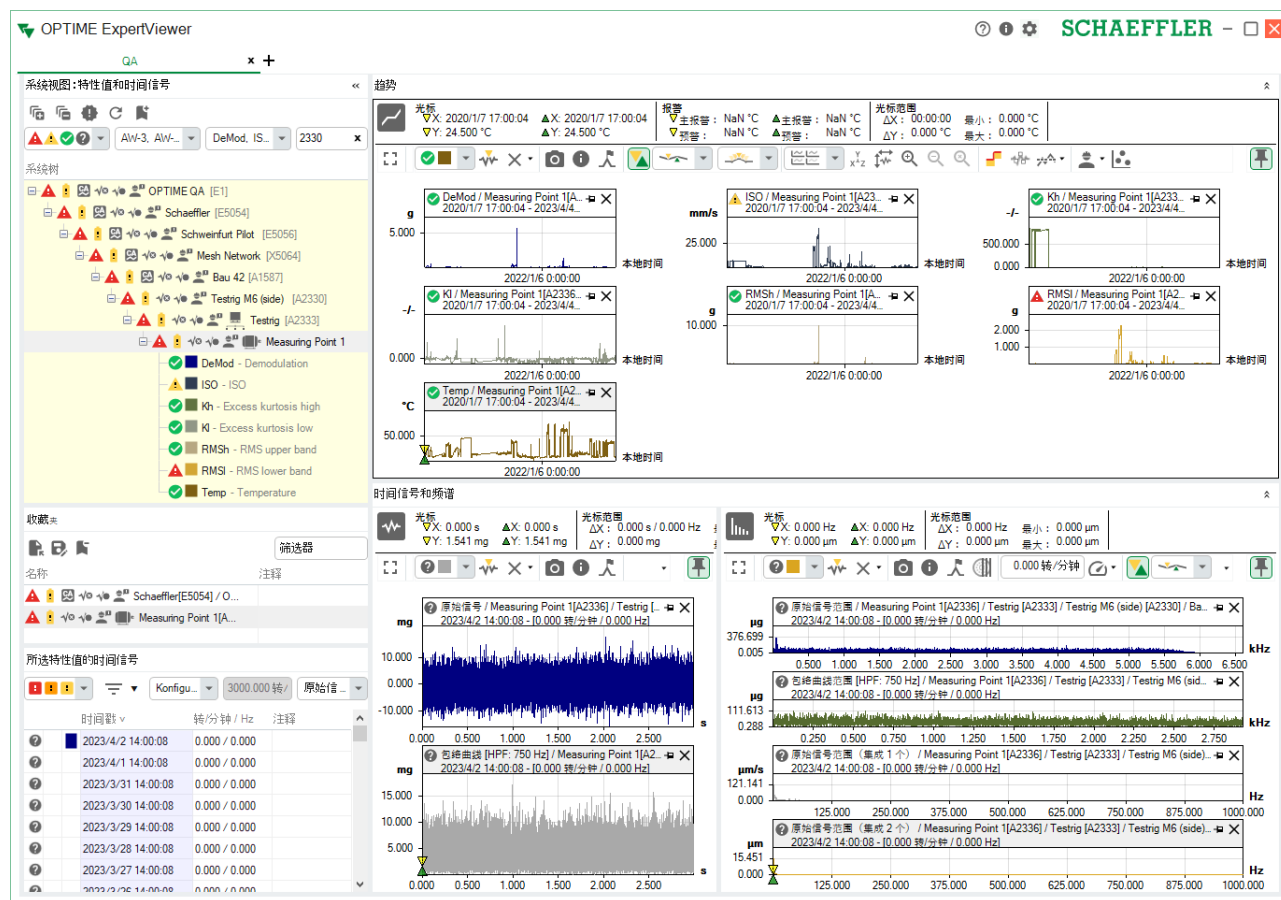 OPTIME ExpertViewer
SCHAEFFLER
QA
系统视图:特性值和时间信号
AW-3, AW-...
DeMod, IS...
2330
系统树
OPTIME QA [E1]
Schaeffler [E5054]
Schweinfurt Pilot [E5056]
Mesh Network [X5064]
Bau 42 [A1587]
Testrig M6 (side) [A2330]
Testrig [A2333]
Measuring Point 1
DeMod - Demodulation
ISO - ISO
Kh - Excess kurtosis high
Kl - Excess kurtosis low
RMSh - RMS upper band
RMSl - RMS lower band
Temp - Temperature
收藏夹
筛选器
名称 注释
Schaeffler[E5054] / O...
Measuring Point 1[A...
所选特性值的时间信号
Konfigu... 3000.000 转/ 原始信...
时间戳 转/分钟 / Hz 注释
2023/4/2 14:00:08 0.000 / 0.000
2023/4/1 14:00:08 0.000 / 0.000
2023/3/31 14:00:08 0.000 / 0.000
2023/3/30 14:00:08 0.000 / 0.000
2023/3/29 14:00:08 0.000 / 0.000
2023/3/28 14:00:08 0.000 / 0.000
2023/3/27 14:00:08 0.000 / 0.000
2023/3/26 14:00:08 0.000 / 0.000
趋势
光标 报警 光标范围
X: 2020/1/7 17:00:04 X: 2020/1/7 17:00:04 主报警: NaN °C 主报警: NaN °C ΔX: 00:00:00 最小: 0.000 °C
Y: 24.500 °C Y: 24.500 °C 预警: NaN °C 预警: NaN °C ΔY: 0.000 °C 最大: 0.000 °C
DeMod / Measuring Point 1[A...
2020/1/7 17:00:04 - 2023/4/4...
g
5.000
本地时间
2022/1/6 0:00:00
ISO / Measuring Point 1[A23...
2020/1/7 17:00:04 - 2023/4/4...
mm/s
25.000
本地时间
2022/1/6 0:00:00
Kh / Measuring Point 1[A233...
2020/1/7 17:00:04 - 2023/4/4...
-/-
500.000
0.000
本地时间
2022/1/6 0:00:00
Kl / Measuring Point 1[A2336...
2020/1/7 17:00:04 - 2023/4/4...
-/-
0.000
本地时间
2022/1/6 0:00:00
RMSh / Measuring Point 1[A...
2020/1/7 17:00:04 - 2023/4/4...
g
10.000
本地时间
2022/1/6 0:00:00
RMSl / Measuring Point 1[A2...
2020/1/7 17:00:04 - 2023/4/4...
g
2.000
1.000
本地时间
2022/1/6 0:00:00
Temp / Measuring Point 1[A2...
2020/1/7 17:00:04 - 2023/4/4...
°C
50.000
本地时间
2022/1/6 0:00:00
时间信号和频谱
光标 光标范围
X: 0.000 s X: 0.000 s ΔX: 0.000 s / 0.000 Hz
Y: 1.541 mg Y: 1.541 mg ΔY: 0.000 mg
原始信号 / Measuring Point 1[A2336] / Testrig [...
2023/4/2 14:00:08 - [0.000 转/分钟 / 0.000 Hz]
mg
10.000
0.000
-10.000
s
0.000 0.500 1.000 1.500 2.000 2.500
包络曲线 [HPF: 750 Hz] / Measuring Point 1[A2...
2023/4/2 14:00:08 - [0.000 转/分钟 / 0.000 Hz]
mg
15.000
10.000
5.000
s
0.000 0.500 1.000 1.500 2.000 2.500
光标 光标范围
X: 0.000 Hz X: 0.000 Hz ΔX: 0.000 Hz 最小: 0.000 µm
Y: 0.000 µm Y: 0.000 µm ΔY: 0.000 µm 最大: 0.000 µm
0.000 转/分钟
原始信号范围 / Measuring Point 1[A2336] / Testrig [A2333] / Testrig M6 (side) [A2330] / Ba...
2023/4/2 14:00:08 - [0.000 转/分钟 / 0.000 Hz]
µg
376.699
0.005
kHz
0.500 1.000 1.500 2.000 2.500 3.000 3.500 4.000 4.500 5.000 5.500 6.000 6.500
包络曲线范围 [HPF: 750 Hz] / Measuring Point 1[A2336] / Testrig [A2333] / Testrig M6 (sid...
2023/4/2 14:00:08 - [0.000 转/分钟 / 0.000 Hz]
µg
111.613
0.288
kHz
0.250 0.500 0.750 1.000 1.250 1.500 1.750 2.000 2.250 2.500 2.750
原始信号范围（集成 1 个） / Measuring Point 1[A2336] / Testrig [A2333] / Testrig M6 (side)...
2023/4/2 14:00:08 - [0.000 转/分钟 / 0.000 Hz]
µm/s
121.141
0.000
Hz
125.000 250.000 375.000 500.000 625.000 750.000 875.000 1000.000
原始信号范围（集成 2 个） / Measuring Point 1[A2336] / Testrig [A2333] / Testrig M6 (side)...
2023/4/2 14:00:08 - [0.000 转/分钟 / 0.000 Hz]
µm
15.451
0.000
Hz
125.000 250.000 375.000 500.000 625.000 750.000 875.000 1000.000